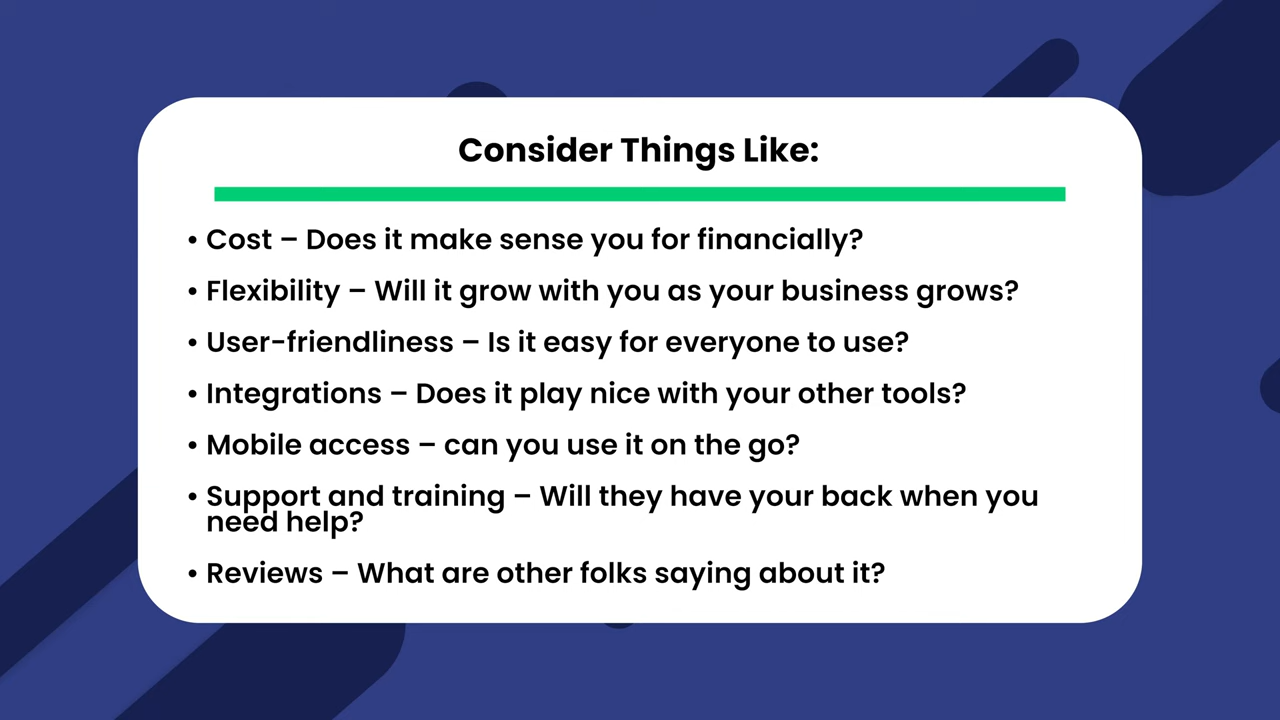 Consider Things Like:
• Cost – Does it make sense you for financially?
• Flexibility – Will it grow with you as your business grows?
• User-friendliness – Is it easy for everyone to use?
• Integrations – Does it play nice with your other tools?
• Mobile access – can you use it on the go?
• Support and training – Will they have your back when you
need help?
• Reviews – What are other folks saying about it?